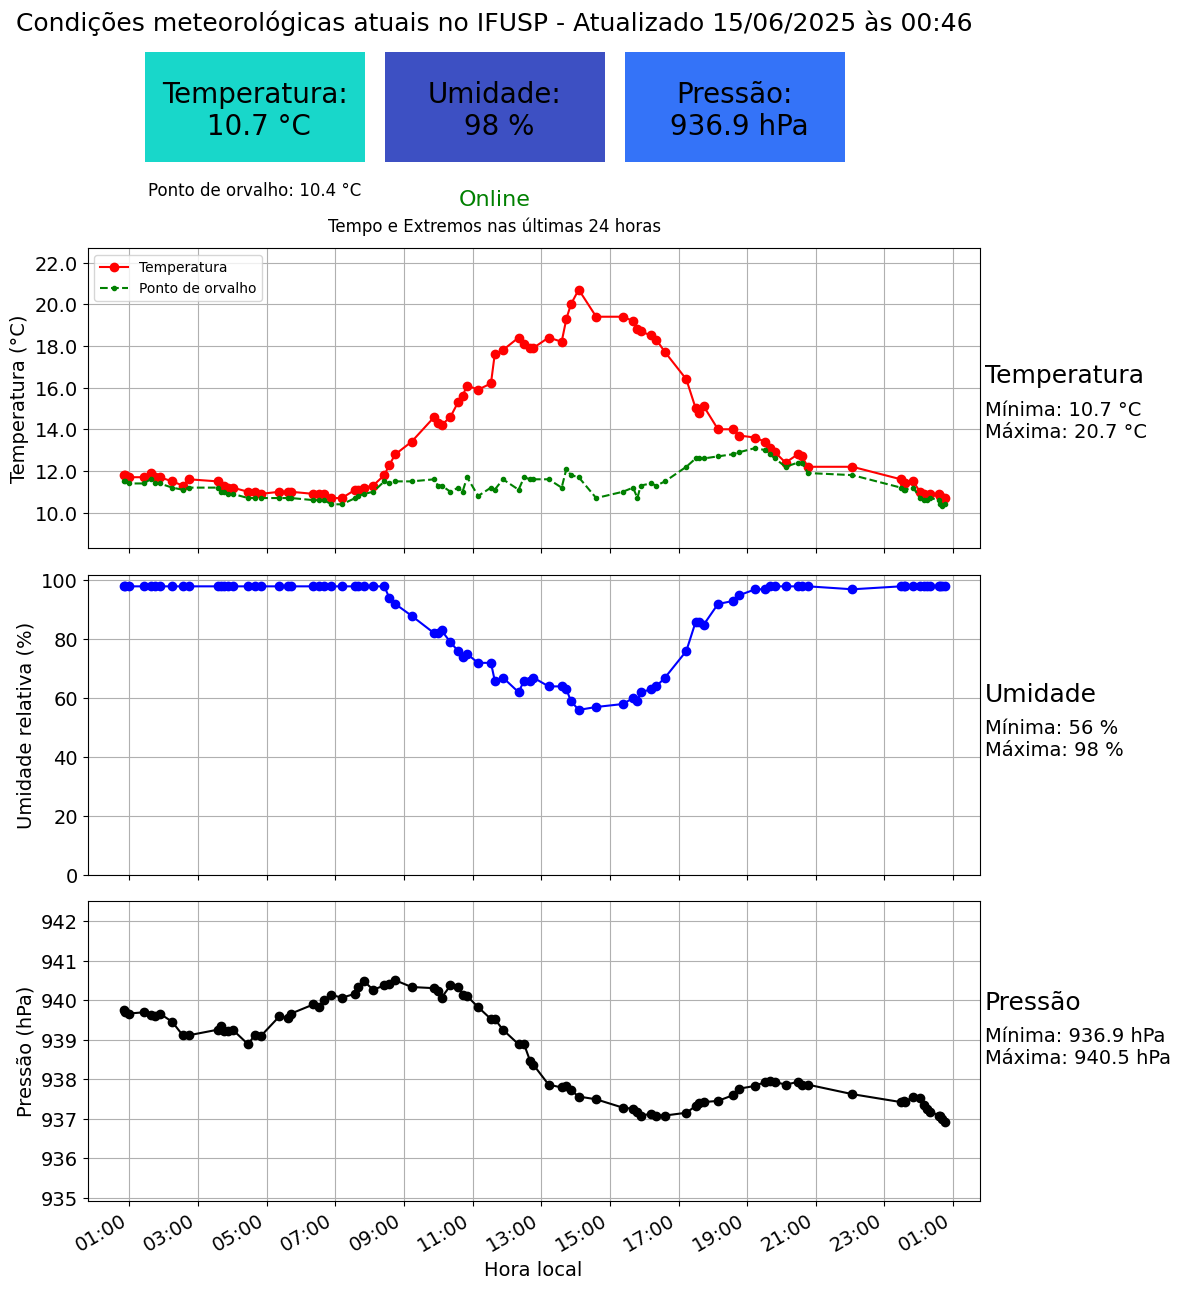 Condições meteorológicas atuais no IFUSP - Atualizado 15/06/2025 às 00:46
Temperatura:
10.7 °C
Umidade:
98 %
Pressão:
936.9 hPa
Ponto de orvalho: 10.4 °C
Online
Tempo e Extremos nas últimas 24 horas
Temperatura (°C)
22.0
20.0
18.0
16.0
14.0
12.0
10.0
Temperatura
Ponto de orvalho
Temperatura
Mínima: 10.7 °C
Máxima: 20.7 °C
Umidade relativa (%)
100
80
60
40
20
0
Umidade
Mínima: 56 %
Máxima: 98 %
Pressão (hPa)
942
941
940
939
938
937
936
935
Pressão
Mínima: 936.9 hPa
Máxima: 940.5 hPa
01:00
03:00
05:00
07:00
09:00
11:00
13:00
15:00
17:00
19:00
21:00
23:00
01:00
Hora local